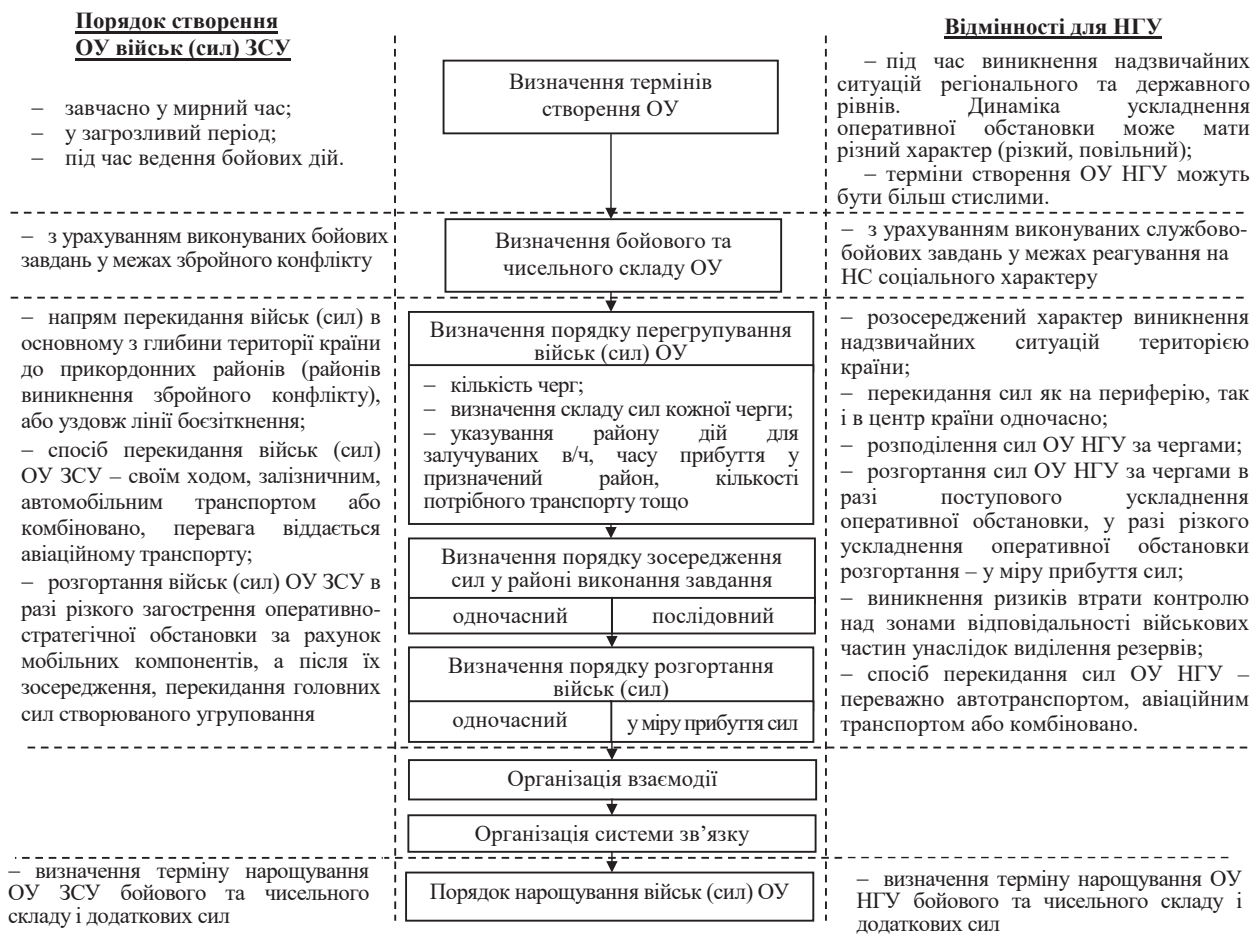 Порядок створення
ОУ військ (сил) ЗСУ
– завчасно у мирний час;
– у загрозливий період;
– під час ведення бойових дій.
Визначення термінів
створення ОУ
Відмінності для НГУ
– під час виникнення надзвичайних
ситуацій регіонального та державного
рівнів. Динаміка ускладнення
оперативної обстановки може мати
різний характер (різкий, повільний);
– терміни створення ОУ НГУ можуть
бути більш стислими.
– з урахуванням виконуваних бойових
завдань у межах збройного конфлікту
Визначення бойового та
чисельного складу ОУ
– з урахуванням виконуваних службово-
бойових завдань у межах реагування на
НС соціального характеру
– напрям перекидання військ (сил) в
основному з глибини території країни
до прикордонних районів (районів
виникнення збройного конфлікту),
або уздовж лінії боєзіткнення;
– спосіб перекидання військ (сил)
ОУ ЗСУ – своїм ходом, залізничним,
автомобільним транспортом або
комбіновано, перевага віддається
авіаційному транспорту;
– розгортання військ (сил) ОУ ЗСУ в
разі різкого загострення оперативно-
стратегічної обстановки за рахунок
мобільних компонентів, а після їх
зосередження, перекидання головних
сил створюваного угруповання
Визначення порядку перегрупування
військ (сил) ОУ
– кількість черг;
– визначення складу сил кожної черги;
– указування району дій для
залучуваних в/ч, часу прибуття у
призначений район, кількості
потрібного транспорту тощо
Визначення порядку зосередження
сил у районі виконання завдання
одночасний послідовний
Визначення порядку розгортання
військ (сил)
одночасний у міру прибуття сил
– розосереджений характер виникнення
надзвичайних ситуацій територією
країни;
– перекидання сил як на периферію, так
і в центр країни одночасно;
– розподілення сил ОУ НГУ за чергами;
– розгортання сил ОУ НГУ за чергами в
разі поступового ускладнення
оперативної обстановки, у разі різкого
ускладнення оперативної обстановки
розгортання – у міру прибуття сил;
– виникнення ризиків втрати контролю
над зонами відповідальності військових
частин унаслідок виділення резервів;
– спосіб перекидання сил ОУ НГУ –
переважно автотранспортом, авіаційним
транспортом або комбіновано.
Організація взаємодії
Організація системи зв’язку
– визначення терміну нарощування
ОУ ЗСУ бойового та чисельного
складу і додаткових сил
Порядок нарощування військ (сил) ОУ
– визначення терміну нарощування ОУ
НГУ бойового та чисельного складу і
додаткових сил